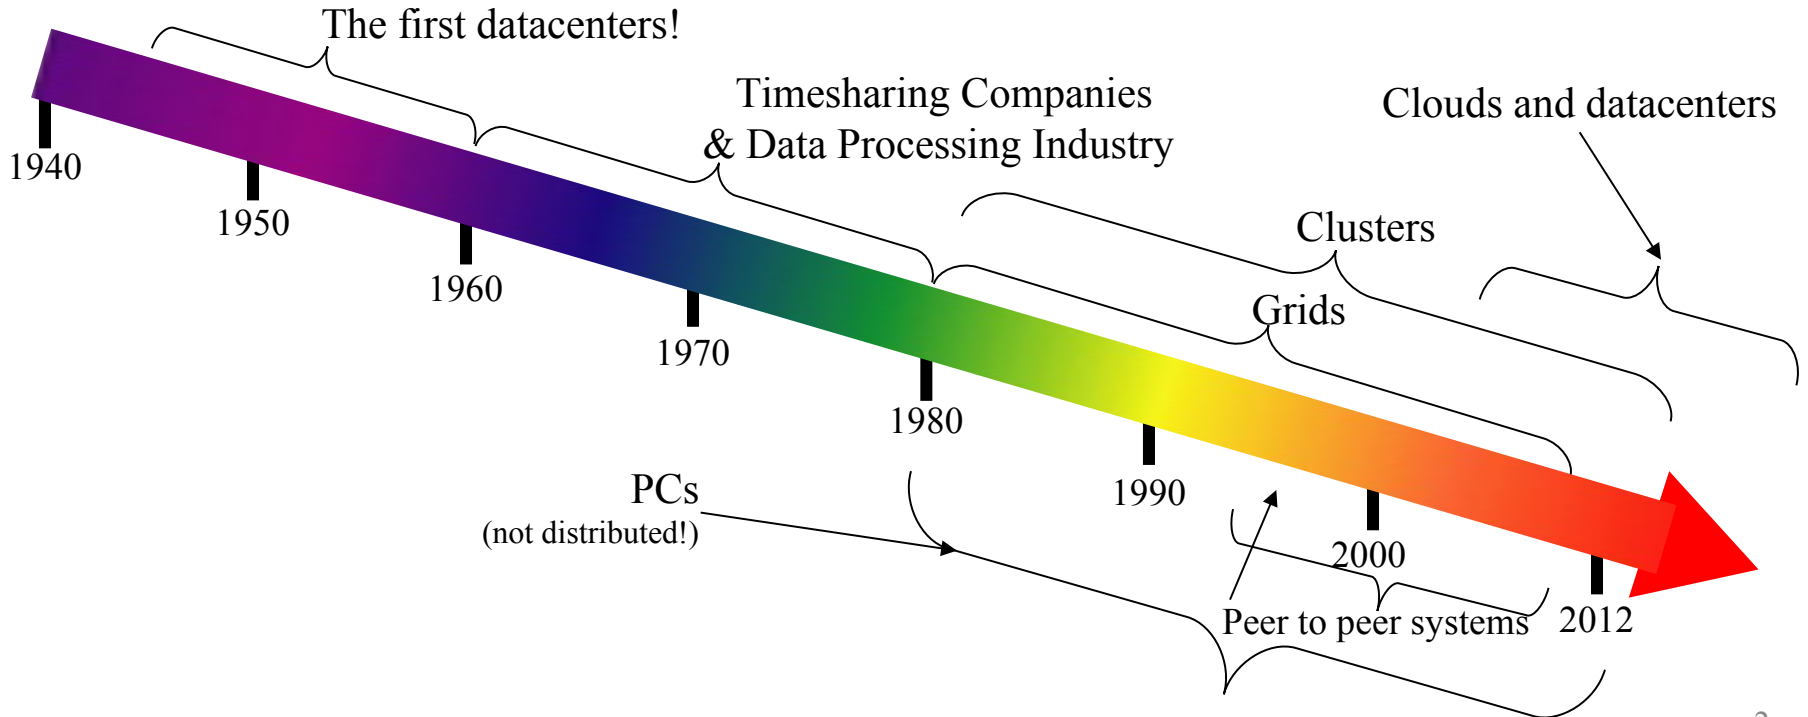 The first datacenters!
Timesharing Companies
& Data Processing Industry
Clouds and datacenters
Clusters
Grids
1940
1950
1960
1970
1980
1990
2000
2012
PCs
(not distributed!)
Peer to peer systems